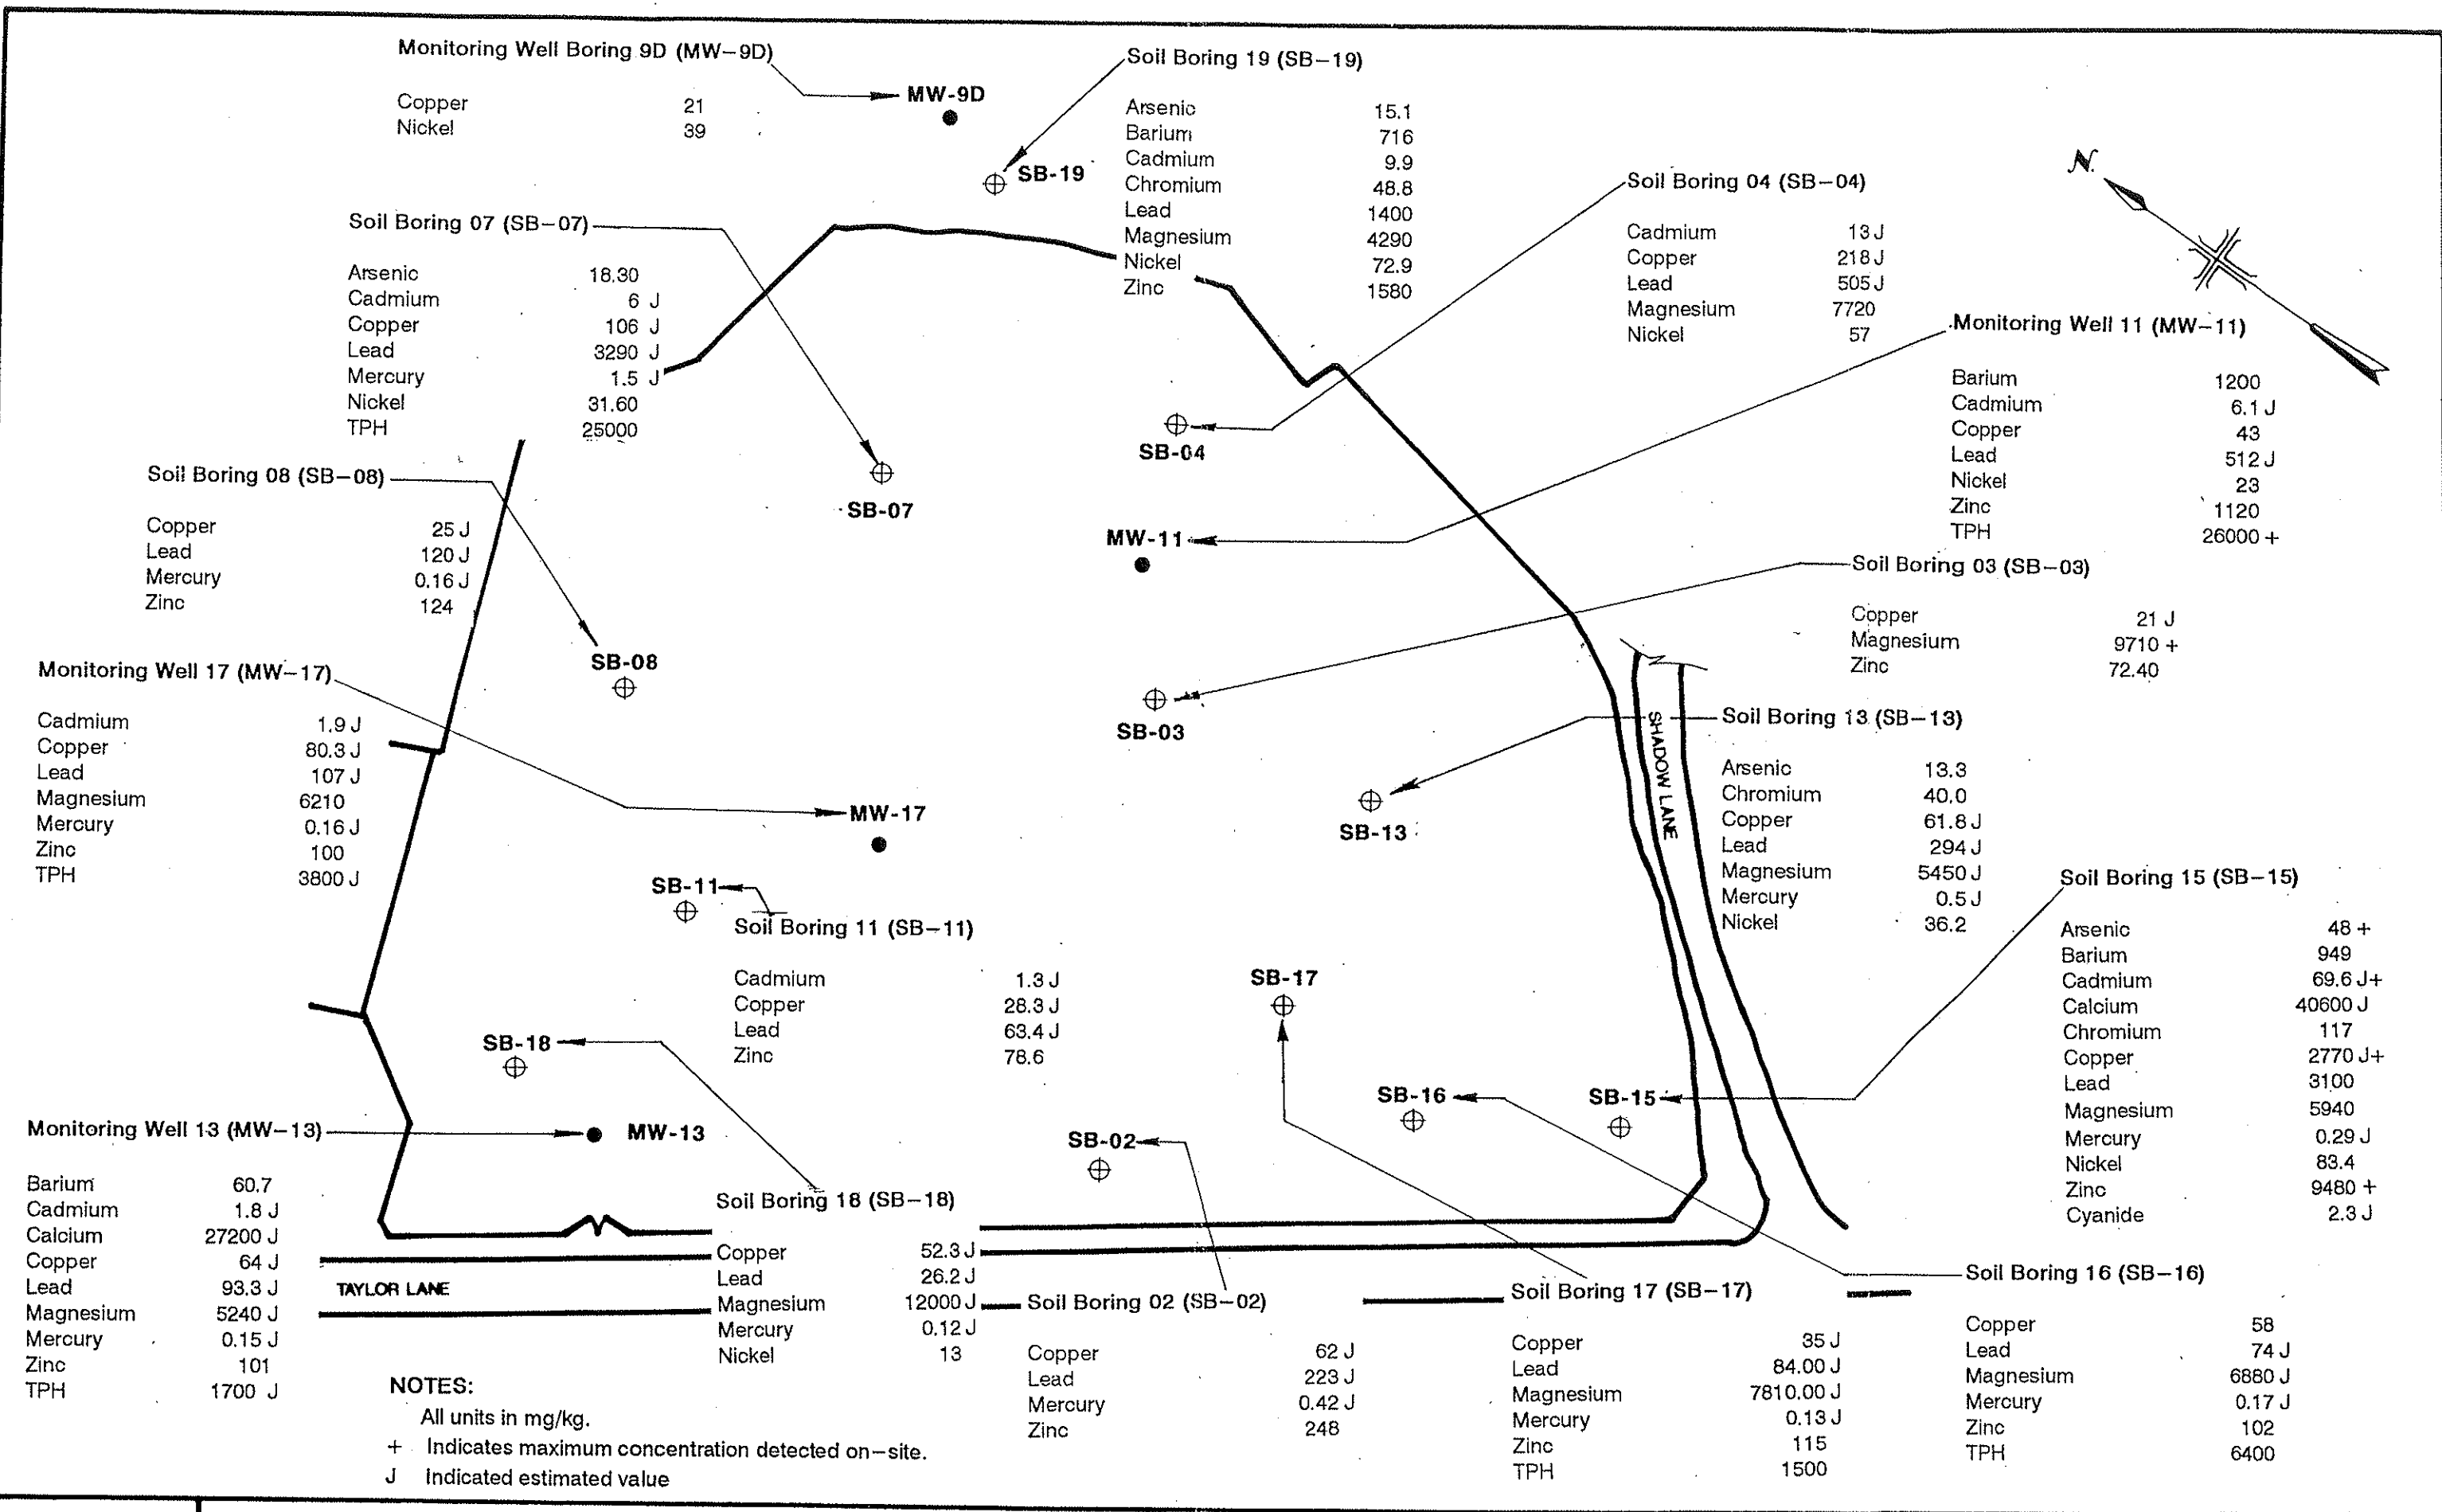 Monitoring Well Boring 9D (MW-9D)
Copper 21
Nickel 39
MW-9D
Soil Boring 19 (SB-19)
Arsenic 15.1
Barium 716
Cadmium 9.9
Chromium 48.8
Lead 1400
Magnesium 4290
Nickel 72.9
Zinc 1580
SB-19
N.
Soil Boring 04 (SB-04)
Cadmium 13 J
Copper 218 J
Lead 505 J
Magnesium 7720
Nickel 57
SB-04
Soil Boring 07 (SB-07)
Arsenic 18.30
Cadmium 6 J
Copper 106 J
Lead 3290 J
Mercury 1.5 J
Nickel 31.60
TPH 25000
SB-07
Monitoring Well 11 (MW-11)
Barium 1200
Cadmium 6.1 J
Copper 43
Lead 512 J
Nickel 23
Zinc 1120
TPH 26000 +
MW-11
Soil Boring 08 (SB-08)
Copper 25 J
Lead 120 J
Mercury 0.16 J
Zinc 124
SB-08
Soil Boring 03 (SB-03)
Copper 21 J
Magnesium 9710 +
Zinc 72.40
SB-03
Monitoring Well 17 (MW-17)
Cadmium 1.9 J
Copper 80.3 J
Lead 107 J
Magnesium 6210
Mercury 0.16 J
Zinc 100
TPH 3800 J
MW-17
SHADOW LANE
Soil Boring 13 (SB-13)
Arsenic 13.3
Chromium 40.0
Copper 61.8 J
Lead 294 J
Magnesium 5450 J
Mercury 0.5 J
Nickel 36.2
SB-13
SB-11
Soil Boring 11 (SB-11)
Cadmium 1.3 J
Copper 28.3 J
Lead 63.4 J
Zinc 78.6
Soil Boring 15 (SB-15)
Arsenic 48 +
Barium 949
Cadmium 69.6 J+
Calcium 40600 J
Chromium 117
Copper 2770 J+
Lead 3100
Magnesium 5940
Mercury 0.29 J
Nickel 83.4
Zinc 9480 +
Cyanide 2.3 J
SB-17
SB-18
SB-16
SB-15
SB-02
Monitoring Well 13 (MW-13)
Barium 60.7
Cadmium 1.8 J
Calcium 27200 J
Copper 64 J
Lead 93.3 J
Magnesium 5240 J
Mercury 0.15 J
Zinc 101
TPH 1700 J
MW-13
TAYLOR LANE
Soil Boring 18 (SB-18)
Copper 52.3 J
Lead 26.2 J
Magnesium 12000 J
Mercury 0.12 J
Nickel 13
Soil Boring 02 (SB-02)
Copper 62 J
Lead 223 J
Mercury 0.42 J
Zinc 248
Soil Boring 17 (SB-17)
Copper 35 J
Lead 84.00 J
Magnesium 7810.00 J
Mercury 0.13 J
Zinc 115
TPH 1500
Soil Boring 16 (SB-16)
Copper 58
Lead 74 J
Magnesium 6880 J
Mercury 0.17 J
Zinc 102
TPH 6400
NOTES:
All units in mg/kg.
+ Indicates maximum concentration detected on-site.
J Indicated estimated value